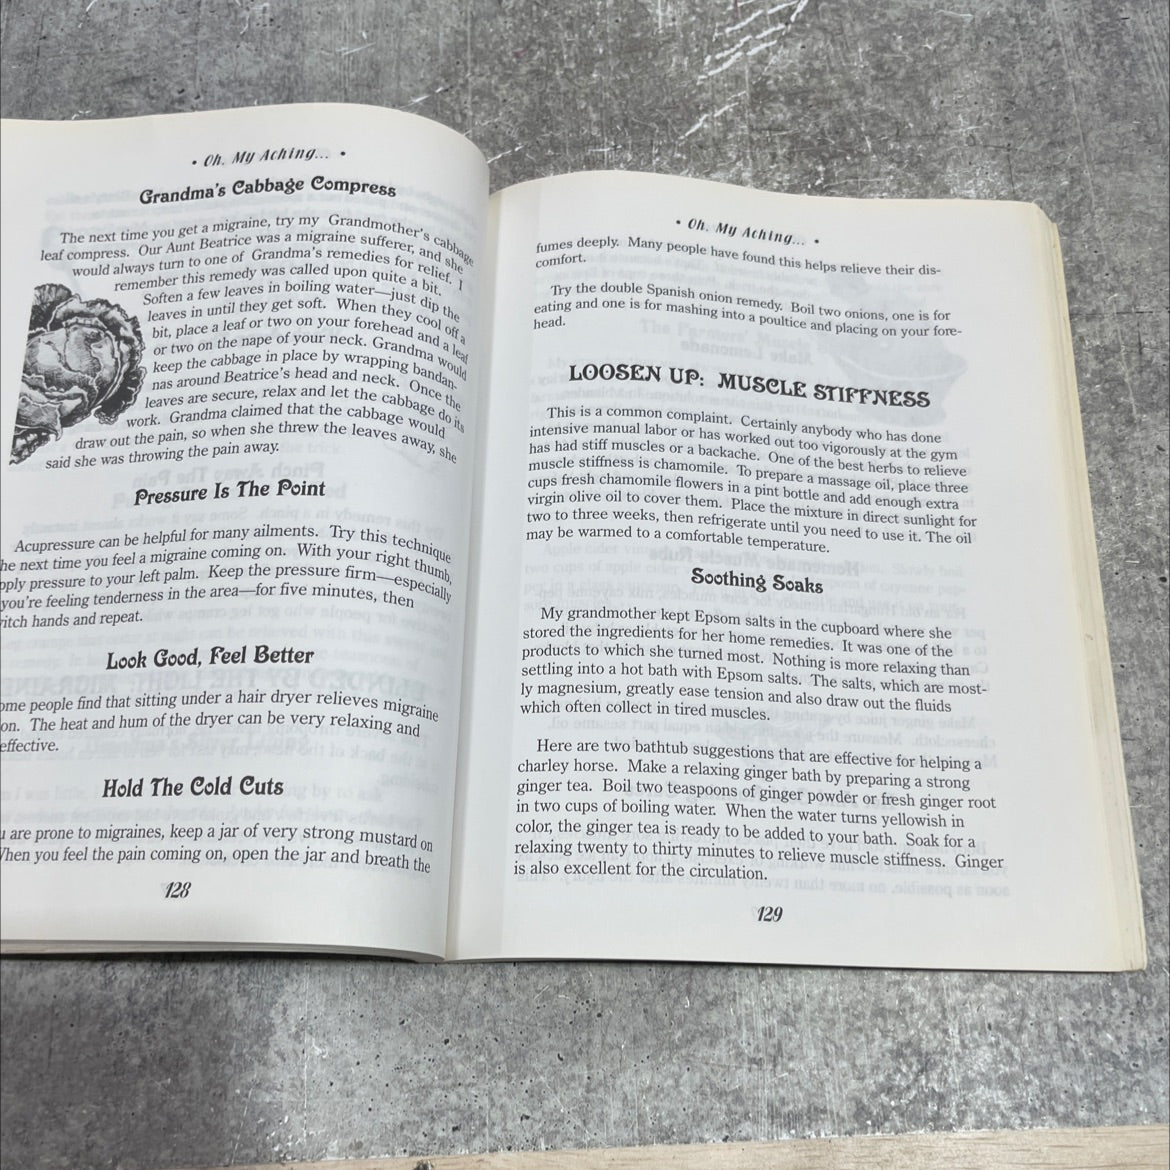 • Oh, My Aching... •
Grandma's Cabbage Compress
The next time you get a migraine, try my Grandmother's cabbage
leaf compress. Our Aunt Beatrice was a migraine sufferer, and she
would always turn to one of Grandma's remedies for relief. I
remember this remedy was called upon quite a bit.
Soften a few leaves in boiling water—just dip the
leaves in until they get soft. When they cool off a
bit, place a leaf or two on your forehead and a leaf
or two on the nape of your neck. Grandma would
keep the cabbage in place by wrapping bandan-
nas around Beatrice's head and neck. Once the
leaves are secure, relax and let the cabbage do its
work. Grandma claimed that the cabbage would
draw out the pain, so when she threw the leaves away, she
said she was throwing the pain away.
Pressure Is The Point
Acupressure can be helpful for many ailments. Try this technique
he next time you feel a migraine coming on. With your right thumb,
pply pressure to your left palm. Keep the pressure firm—especially
you're feeling tenderness in the area—for five minutes, then
itch hands and repeat.
Look Good, Feel Better
ome people find that sitting under a hair dryer relieves migraine
on. The heat and hum of the dryer can be very relaxing and
effective.
Hold The Cold Cuts
u are prone to migraines, keep a jar of very strong mustard on
When you feel the pain coming on, open the jar and breath the
128
• Oh, My Aching... •
fumes deeply. Many people have found this helps relieve their dis-
comfort.
Try the double Spanish onion remedy. Boil two onions, one is for
eating and one is for mashing into a poultice and placing on your fore-
head.
LOOSEN UP: MUSCLE STIFFNESS
This is a common complaint. Certainly anybody who has done
intensive manual labor or has worked out too vigorously at the gym
has had stiff muscles or a backache. One of the best herbs to relieve
muscle stiffness is chamomile. To prepare a massage oil, place three
cups fresh chamomile flowers in a pint bottle and add enough extra
virgin olive oil to cover them. Place the mixture in direct sunlight for
two to three weeks, then refrigerate until you need to use it. The oil
may be warmed to a comfortable temperature.
Soothing Soaks
My grandmother kept Epsom salts in the cupboard where she
stored the ingredients for her home remedies. It was one of the
products to which she turned most. Nothing is more relaxing than
settling into a hot bath with Epsom salts. The salts, which are most-
ly magnesium, greatly ease tension and also draw out the fluids
which often collect in tired muscles.
Here are two bathtub suggestions that are effective for helping a
charley horse. Make a relaxing ginger bath by preparing a strong
ginger tea. Boil two teaspoons of ginger powder or fresh ginger root
in two cups of boiling water. When the water turns yellowish in
color, the ginger tea is ready to be added to your bath. Soak for a
relaxing twenty to thirty minutes to relieve muscle stiffness. Ginger
is also excellent for the circulation.
129